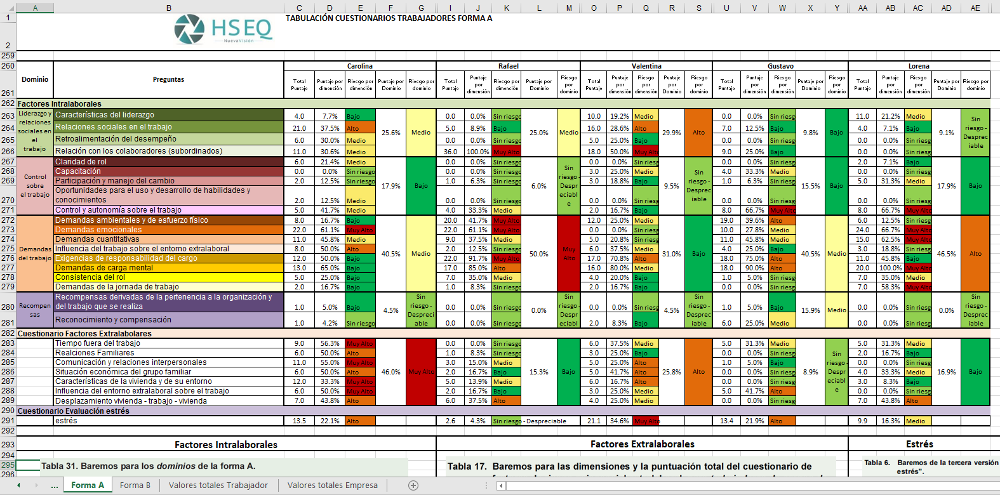 A B C D E F G I J K L M O P Q R S U V W X Y AA AB AC AD AE
1 HSEQ TABULACIÓN CUESTIONARIOS TRABAJADORES FORMA A
NuevaVisión
2
259
260 Carolina Rafael Valentina Gustavo Lorena
261 Dominio Preguntas Total Puntaje Puntaje por dimensión Riesgo por dimensión Puntaje por Dominio Riesgo por dominio Total Puntaje Puntaje por dimensión Riesgo por dimensión Puntaje por Dominio Riesgo por dominio Total Puntaje Puntaje por dimensión Riesgo por dimensión Puntaje por Dominio Riesgo por dominio Total Puntaje Puntaje por dimensión Riesgo por dimensión Puntaje por Dominio Riesgo por dominio Total Puntaje Puntaje por dimensión Riesgo por dimensión Puntaje por Dominio Riesgo por dominio
262 Factores Intralaborales
Liderazgo y relaciones sociales en el trabajo
263 Características del liderazgo 4.0 7.7% Bajo 0.0 0.0% Sin riesgo 10.0 19.2% Medio 0.0 0.0% Sin riesg 11.0 21.2% Medio
264 Relaciones sociales en el trabajo 21.0 37.5% Alto 5.0 8.9% Bajo 16.0 28.6% Alto 7.0 12.5% Bajo 4.0 7.1% Bajo
25.6% Medio 25.0% Medio 29.9% Alto 9.8% Bajo 9.1% Sin riesgo - Despreciable
265 Retroalimentación del desempeño 6.0 30.0% Medio 0.0 0.0% Sin riesgo 5.0 25.0% Bajo 0.0 0.0% Sin riesg 0.0 0.0% Sin riesg
266 Relación con los colaboradores (subordinados) 11.0 30.6% Medio 36.0 100.0% Muy Alto 18.0 50.0% Muy Alto 9.0 25.0% Bajo 0.0 0.0% Sin riesg
Control sobre el trabajo
267 Claridad de rol 6.0 21.4% Medio 0.0 0.0% Sin riesgo 0.0 0.0% Sin riesg 0.0 0.0% Sin riesg 2.0 7.1% Bajo
268 Capacitación 0.0 0.0% Sin riesgo 0.0 0.0% Sin riesgo 3.0 25.0% Medio 4.0 33.3% Medio 0.0 0.0% Sin riesg
269 Participación y manejo del cambio 2.0 12.5% Sin riesgo 1.0 6.3% Sin riesgo 3.0 18.8% Bajo 1.0 6.3% Sin riesg 5.0 31.3% Medio
17.9% Bajo 6.0% Sin riesgo - Despreciable 9.5% Sin riesgo - Despreciable 15.5% Bajo 17.9% Bajo
270 Oportunidades para el uso y desarrollo de habilidades y
conocimientos 2.0 12.5% Medio 0.0 0.0% Sin riesgo 0.0 0.0% Sin riesg 0.0 0.0% Sin riesg 0.0 0.0% Sin riesg
271 Control y autonomía sobre el trabajo 5.0 41.7% Medio 4.0 33.3% Medio 2.0 16.7% Bajo 8.0 66.7% Muy Alto 8.0 66.7% Muy Alto
Demandas del trabajo
272 Demandas ambientales y de esfuerzo físico 8.0 16.7% Bajo 20.0 41.7% Muy Alto 12.0 25.0% Medio 19.0 39.6% Alto 6.0 12.5% Sin riesg
273 Demandas emocionales 22.0 61.1% Muy Alto 22.0 61.1% Muy Alto 0.0 0.0% Sin riesg 10.0 27.8% Medio 24.0 66.7% Muy Alto
274 Demandas cuantitativas 11.0 45.8% Medio 9.0 37.5% Medio 5.0 20.8% Sin riesg 11.0 45.8% Medio 15.0 62.5% Muy Alto
275 Influencia del trabajo sobre el entorno extralaboral 8.0 50.0% Alto 2.0 12.5% Sin riesgo 6.0 37.5% Medio 4.0 25.0% Bajo 3.0 18.8% Sin riesg
40.5% Medio 50.0% Muy Alto 31.0% Bajo 40.5% Medio 46.5% Alto
276 Exigencias de responsabilidad del cargo 12.0 50.0% Bajo 22.0 91.7% Muy Alto 17.0 70.8% Alto 18.0 75.0% Alto 11.0 45.8% Bajo
277 Demandas de carga mental 13.0 65.0% Bajo 17.0 85.0% Alto 16.0 80.0% Medio 18.0 90.0% Alto 20.0 100.0% Muy Alto
278 Consistencia del rol 5.0 25.0% Bajo 7.0 35.0% Medio 4.0 20.0% Bajo 1.0 5.0% Sin riesg 7.0 35.0% Medio
279 Demandas de la jornada de trabajo 2.0 16.7% Bajo 1.0 8.3% Sin riesgo 2.0 16.7% Bajo 0.0 0.0% Sin riesg 7.0 58.3% Muy Alto
Recompensas
280 Recompensas derivadas de la pertenencia a la organización y
del trabajo que se realiza 1.0 5.0% Bajo 0.0 0.0% Sin riesgo 0.0 0.0% Sin riesg 1.0 5.0% Bajo 0.0 0.0% Sin riesg
4.5% Sin riesgo - Despreciable 0.0% Sin riesgo - Despreciabl 4.5% Sin riesgo - Despreciable 15.9% Medio 0.0% Sin riesgo - Despreciable
281 Reconocimiento y compensación 1.0 4.2% Sin riesgo 0.0 0.0% Sin riesgo 2.0 8.3% Bajo 6.0 25.0% Medio 0.0 0.0% Sin riesg
282 Cuestionario Factores Extralabolares
283 Tiempo fuera del trabajo 9.0 56.3% Muy Alto 0.0 0.0% Sin riesgo 6.0 37.5% Medio 5.0 31.3% Medio 5.0 31.3% Medio
284 Realciones Familiares 6.0 50.0% Alto 1.0 8.3% Sin riesgo 3.0 25.0% Bajo 0.0 0.0% Sin riesg 2.0 16.7% Bajo
285 Comunicación y relaciones interpersonales 11.0 55.0% Muy Alto 3.0 15.0% Medio 5.0 25.0% Alto 1.0 5.0% Bajo 0.0 0.0% Sin riesg
286 Situación económica del grupo familiar 6.0 50.0% Alto 46.0% Muy Alto 2.0 16.7% Bajo 15.3% Bajo 5.0 41.7% Alto 25.8% Alto 0.0 0.0% Sin riesg 8.9% Sin riesgo - Despreciable 4.0 33.3% Medio 16.9% Bajo
287 Características de la vivienda y de su entorno 12.0 33.3% Muy Alto 5.0 13.9% Medio 6.0 16.7% Alto 0.0 0.0% Sin riesg 3.0 8.3% Bajo
288 Influencia del entorno extralaboral sobre el trabajo 6.0 50.0% Muy Alto 2.0 16.7% Bajo 3.0 25.0% Medio 5.0 41.7% Alto 0.0 0.0% Sin riesg
289 Desplazamiento vivienda - trabajo - vivienda 7.0 43.8% Alto 6.0 37.5% Alto 4.0 25.0% Medio 0.0 0.0% Sin riesg 7.0 43.8% Alto
290 Cuestionario Evaluación estrés
291 estrés 13.5 22.1% Alto 2.6 4.3% Sin riesgo - Despreciable 21.1 34.6% Muy Alto 13.4 21.9% Alto 9.9 16.3% Medio
292
293 Factores Intralaborales Factores Extralaborales Estrés
294
295 Tabla 31. Baremos para los dominios de la forma A. Tabla 17. Baremos para las dimensiones y la puntuación total del cuestionario de Tabla 6. Baremos de la tercera versión
estrés".
296
... Forma A Forma B Valores totales Trabajador Valores totales Empresa